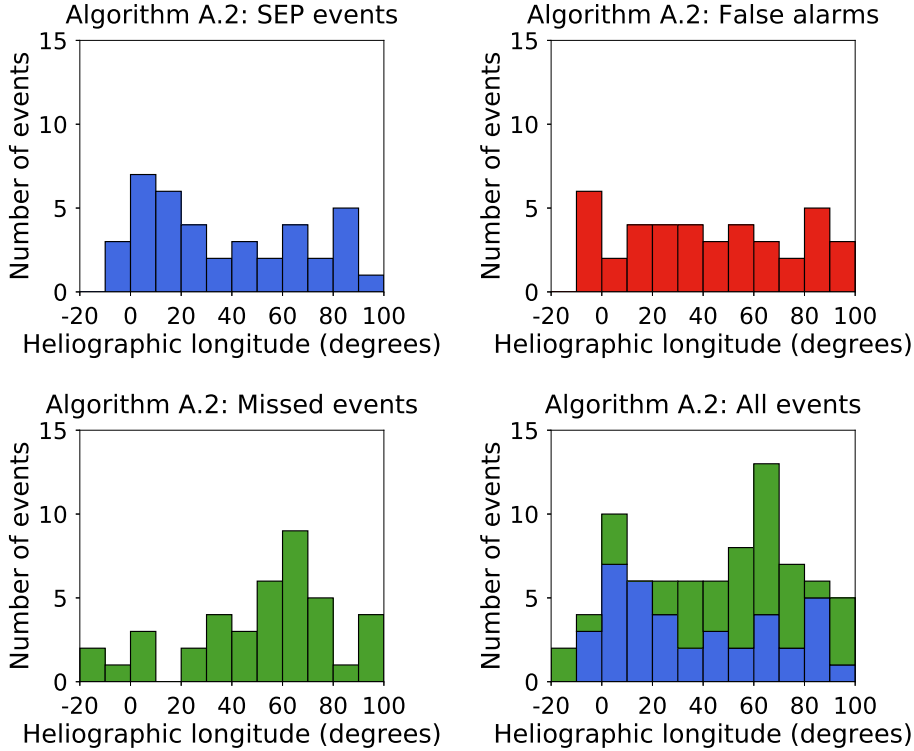 Algorithm A.2: SEP events
Number of events
15
10
5
0
-20 0 20 40 60 80 100
Heliographic longitude (degrees)
Algorithm A.2: False alarms
Number of events
15
10
5
0
-20 0 20 40 60 80 100
Heliographic longitude (degrees)
Algorithm A.2: Missed events
Number of events
15
10
5
0
-20 0 20 40 60 80 100
Heliographic longitude (degrees)
Algorithm A.2: All events
Number of events
15
10
5
0
-20 0 20 40 60 80 100
Heliographic longitude (degrees)